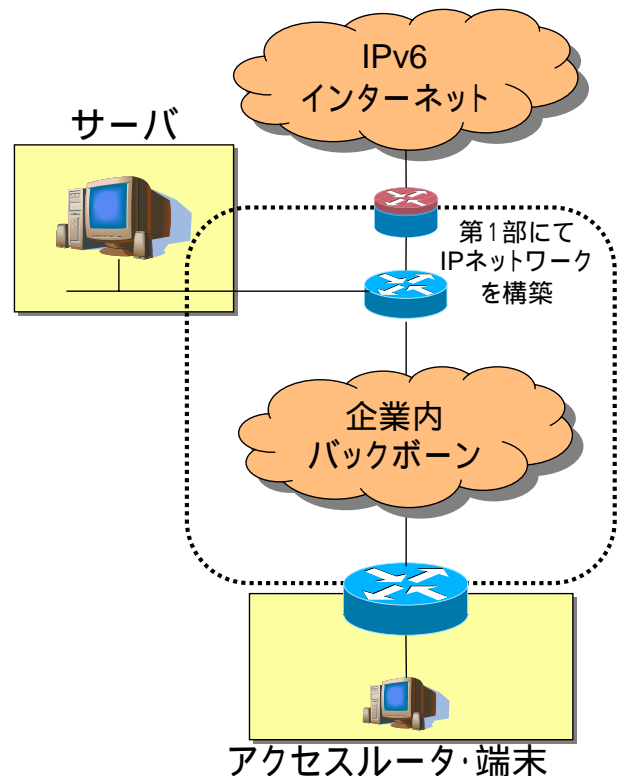 IPv6
インターネット
サーバ
第1部にて
IPネットワーク
を構築
企業内
バックボーン
アクセスルータ・端末